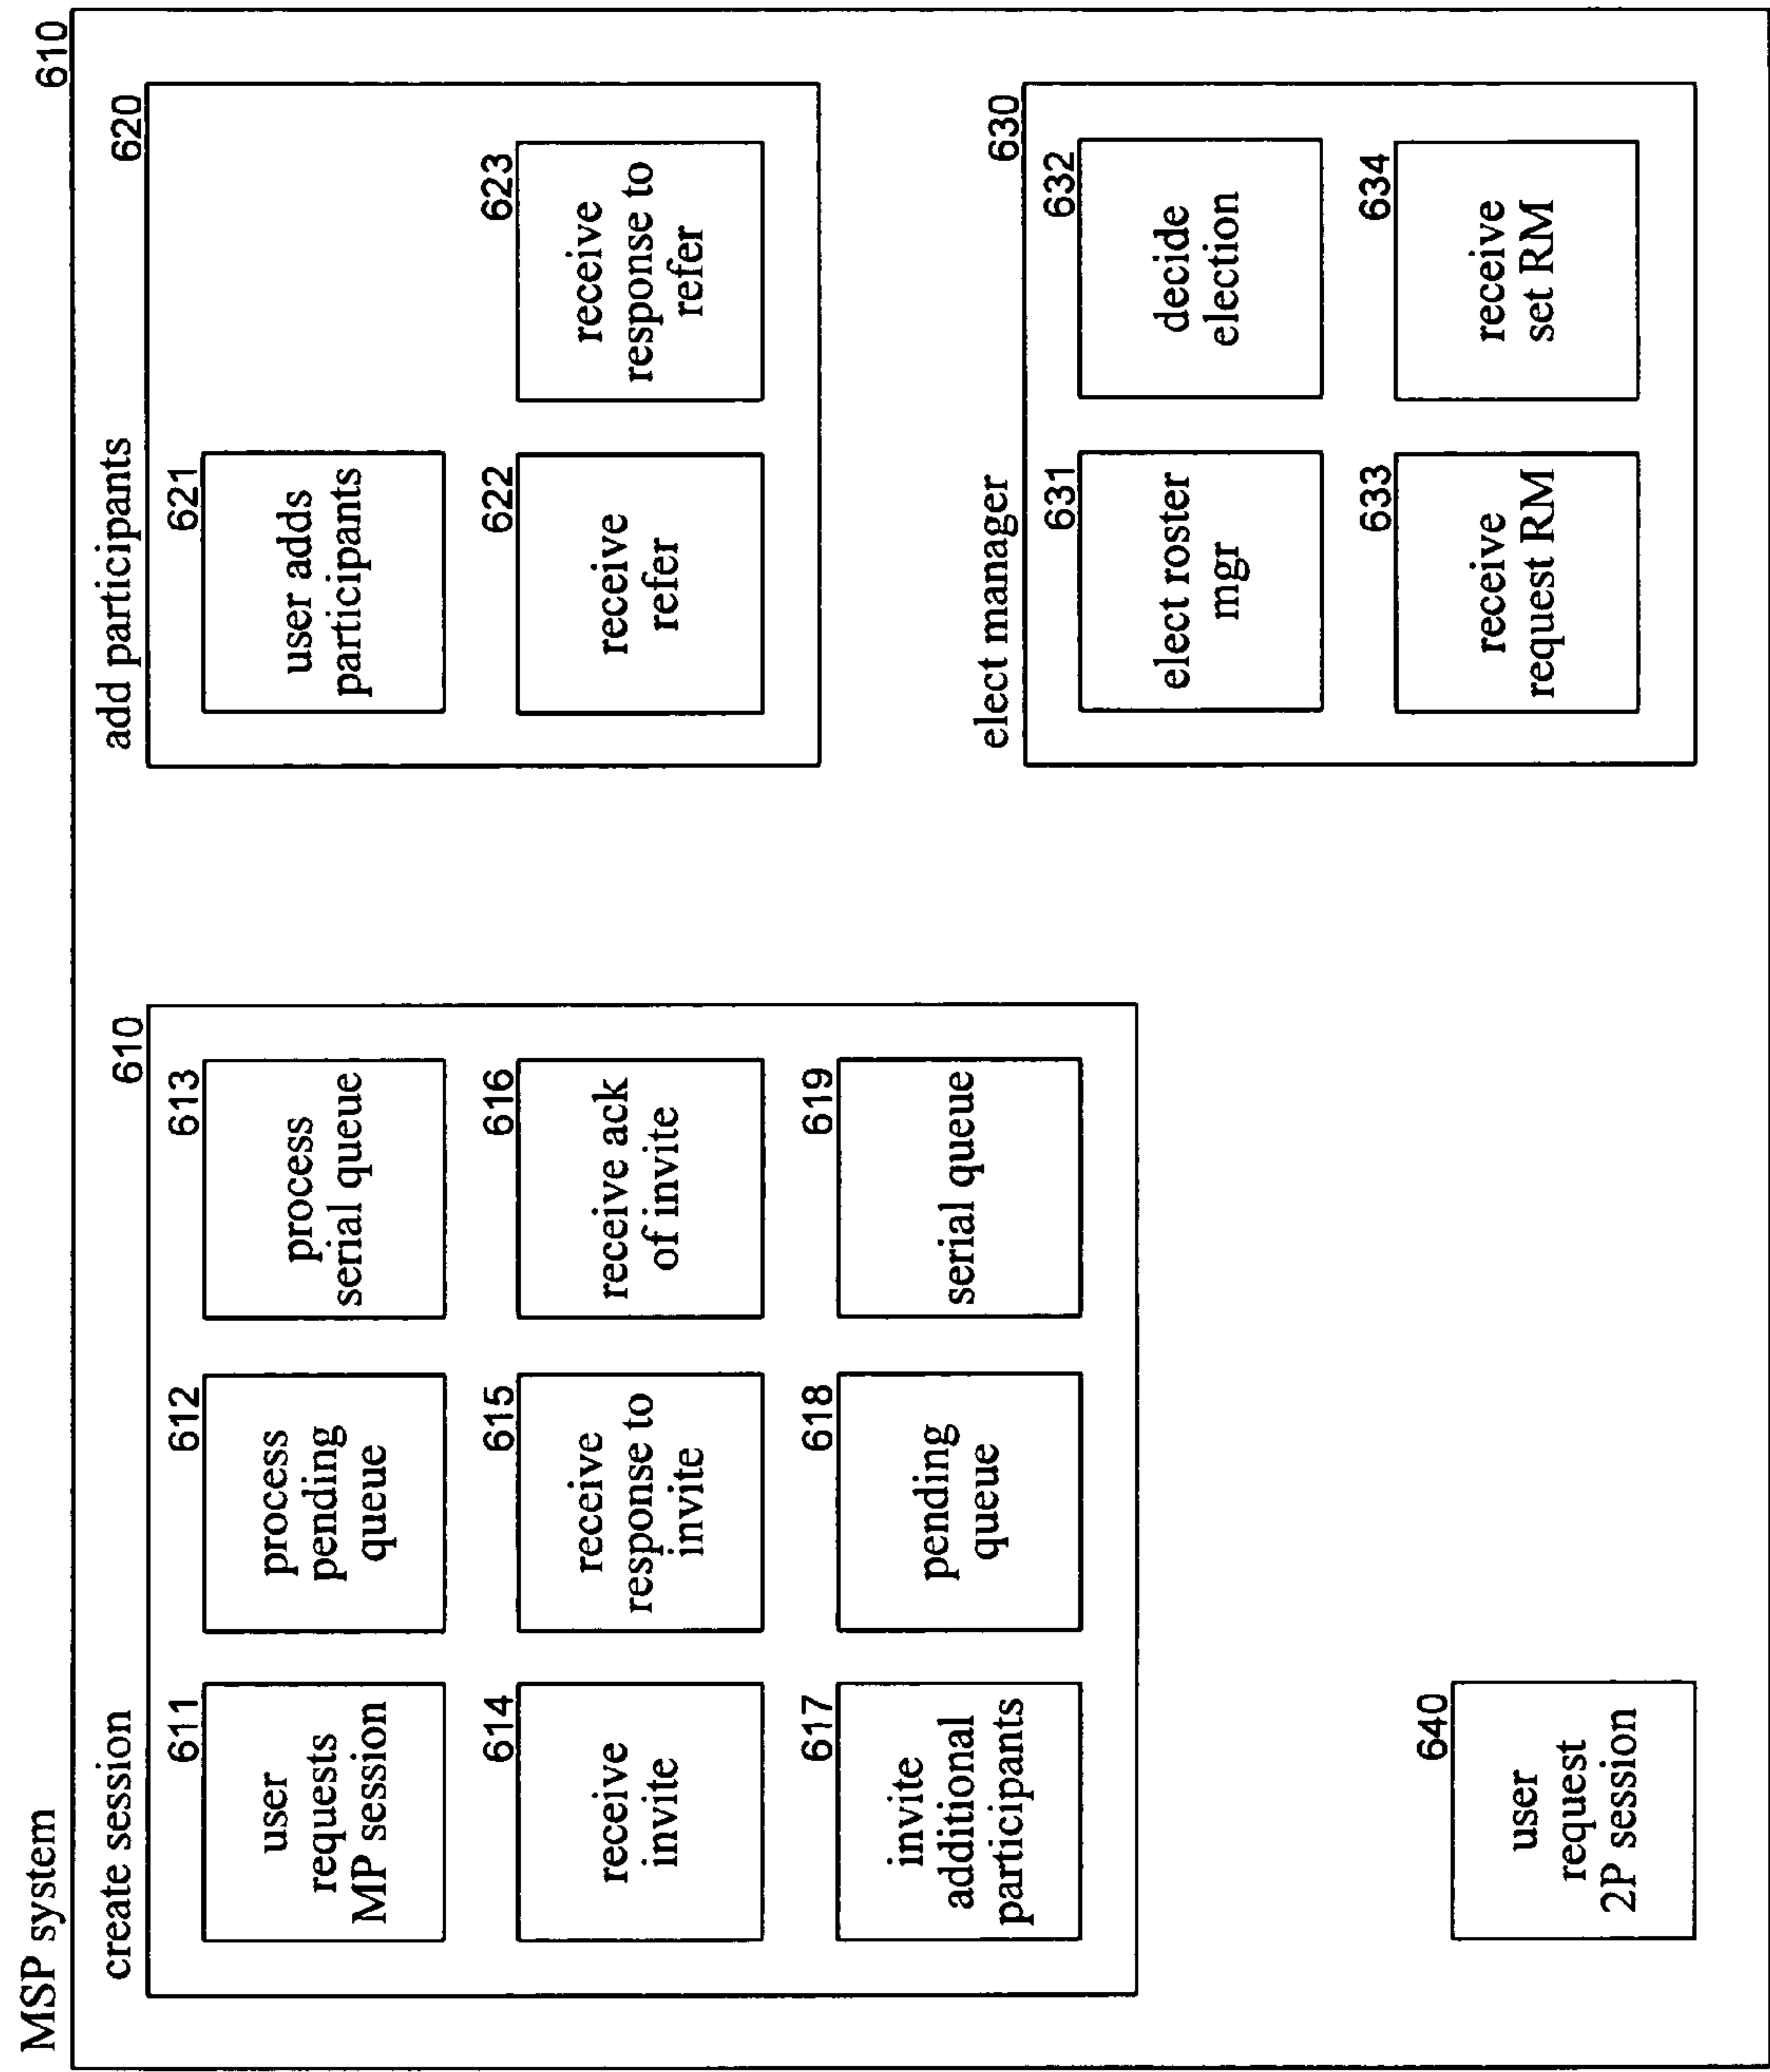 MSP system
610
create session
610
611
user
requests
MP session
612
process
pending
queue
613
process
serial queue
614
receive
invite
615
receive
response to
invite
616
receive ack
of invite
617
invite
additional
participants
618
pending
queue
619
serial queue
add participants
620
621
user adds
participants
622
receive
refer
623
receive
response to
refer
elect manager
630
631
elect roster
mgr
632
decide
election
633
receive
request RM
634
receive
set RM
640
user
request
2P session